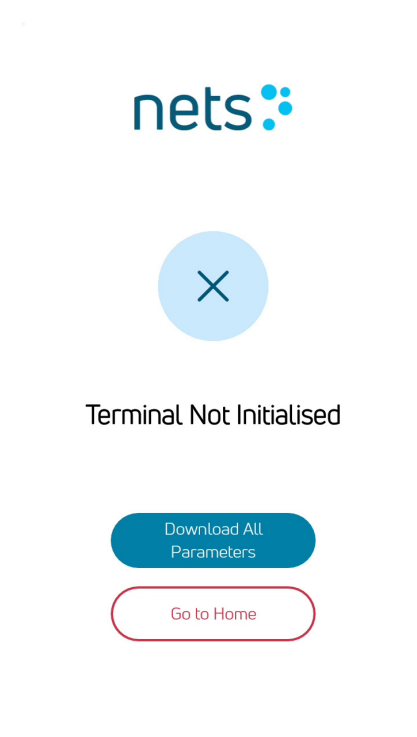 nets
Terminal Not Initialised
Download All
Parameters
Go to Home